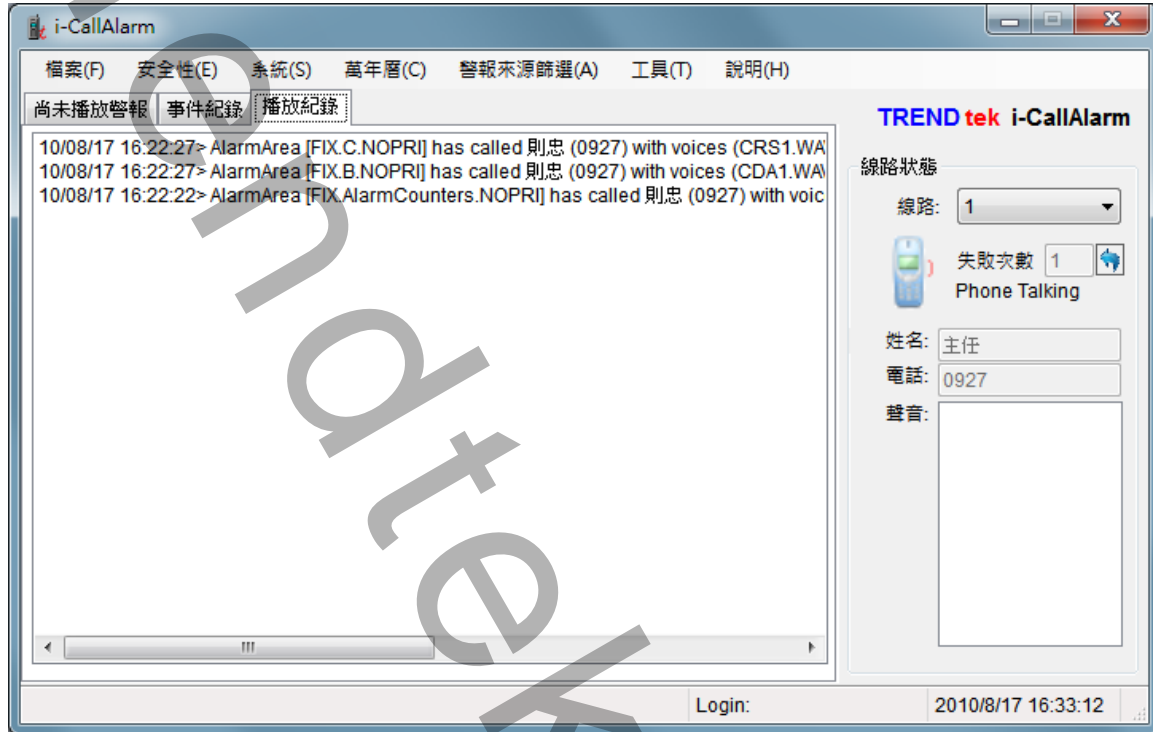 i-CallAlarm
檔案(F) 安全性(E) 系統(S) 萬年曆(C) 警報來源篩選(A) 工具(T) 說明(H)
尚未播放警報 事件紀錄 播放紀錄
TREND tek i-CallAlarm
10/08/17 16:22:27> AlarmArea [FIX.C.NOPRI] has called 則忠 (0927) with voices (CRS1.WA
10/08/17 16:22:27> AlarmArea [FIX.B.NOPRI] has called 則忠 (0927) with voices (CDA1.WA
10/08/17 16:22:22> AlarmArea [FIX.AlarmCounters.NOPRI] has called 則忠 (0927) with voic
線路狀態
線路: 1
失敗次數 1
Phone Talking
姓名: 主任
電話: 0927
聲音:
Login: 2010/8/17 16:33:12
endtek